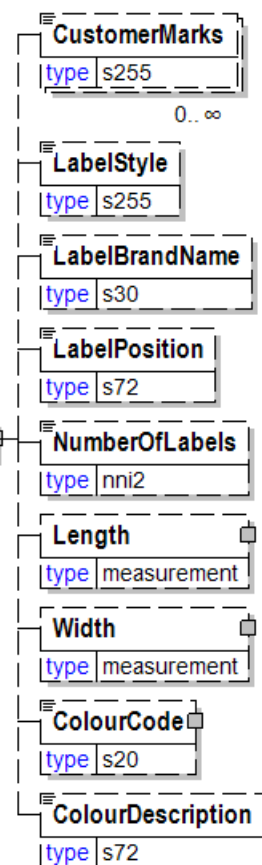 CustomerMarks
type s255
0.. ∞
LabelStyle
type s255
LabelBrandName
type s30
LabelPosition
type s72
NumberOfLabels
type nni2
Length
type measurement
Width
type measurement
ColourCode
type s20
ColourDescription
type s72